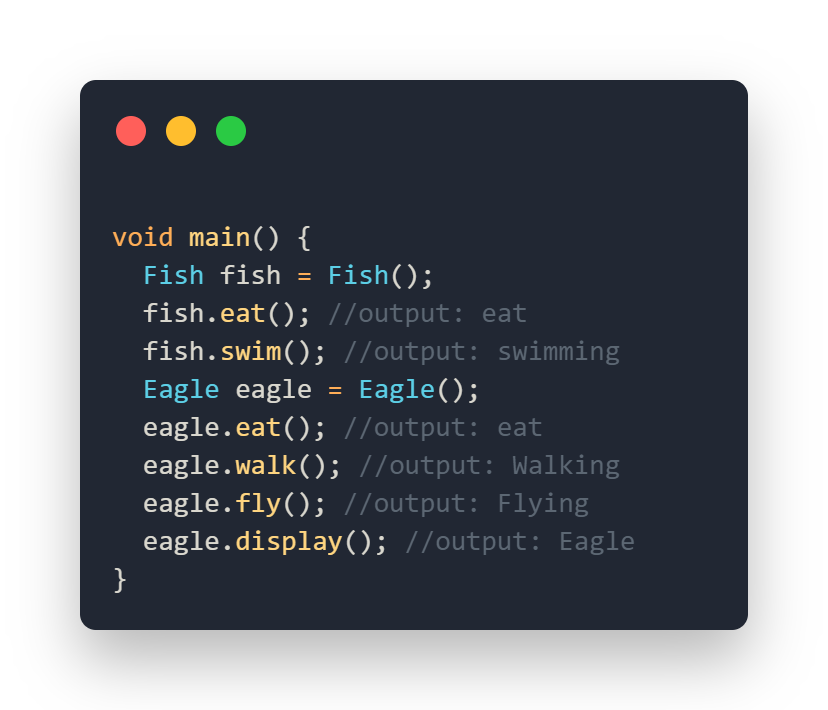 void main() {
  Fish fish = Fish();
  fish.eat(); //output: eat
  fish.swim(); //output: swimming
  Eagle eagle = Eagle();
  eagle.eat(); //output: eat
  eagle.walk(); //output: Walking
  eagle.fly(); //output: Flying
  eagle.display(); //output: Eagle
}